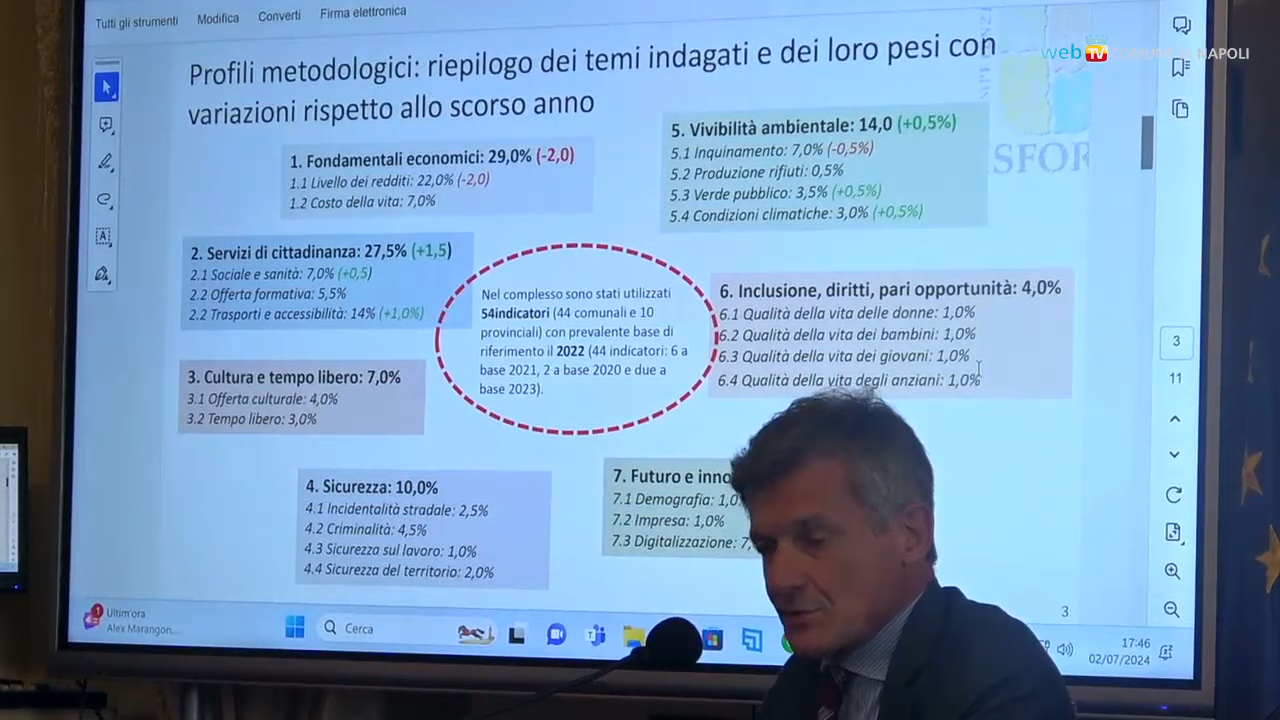 Tutti gli strumenti Modifica Converti Firma elettronica
web TV COMUNE DI NAPOLI
Profili metodologici: riepilogo dei temi indagati e dei loro pesi con
variazioni rispetto allo scorso anno
1. Fondamentali economici: 29,0% (-2,0)
1.1 Livello dei redditi: 22,0% (-2,0)
1.2 Costo della vita: 7,0%
5. Vivibilità ambientale: 14,0 (+0,5%)
5.1 Inquinamento: 7,0% (-0,5%)
5.2 Produzione rifiuti: 0,5%
5.3 Verde pubblico: 3,5% (+0,5%)
5.4 Condizioni climatiche: 3,0% (+0,5%)
SFOR
2. Servizi di cittadinanza: 27,5% (+1,5)
2.1 Sociale e sanità: 7,0% (+0,5)
2.2 Offerta formativa: 5,5%
2.2 Trasporti e accessibilità: 14% (+1,0%)
Nel complesso sono stati utilizzati
54indicatori (44 comunali e 10
provinciali) con prevalente base di
riferimento il 2022 (44 indicatori: 6 a
base 2021, 2 a base 2020 e due a
base 2023).
6. Inclusione, diritti, pari opportunità: 4,0%
6.1 Qualità della vita delle donne: 1,0%
6.2 Qualità della vita dei bambini: 1,0%
6.3 Qualità della vita dei giovani: 1,0%
6.4 Qualità della vita degli anziani: 1,0%
3. Cultura e tempo libero: 7,0%
3.1 Offerta culturale: 4,0%
3.2 Tempo libero: 3,0%
4. Sicurezza: 10,0%
4.1 Incidentalità stradale: 2,5%
4.2 Criminalità: 4,5%
4.3 Sicurezza sul lavoro: 1,0%
4.4 Sicurezza del territorio: 2,0%
7. Futuro e inno
7.1 Demografia: 1,0
7.2 Impresa: 1,0%
7.3 Digitalizzazione: 7,
3
11
3
1
Ultim'ora
Alex Marangon...
Cerca
17:46
02/07/2024